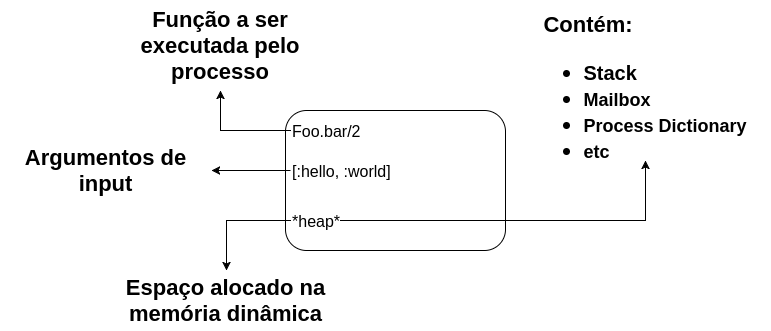 Função a ser
executada pelo
processo
Contém:
Stack
Mailbox
Process Dictionary
etc
Foo.bar/2
Argumentos de
input
[:hello, :world]
*heap*
Espaço alocado na
memória dinâmica